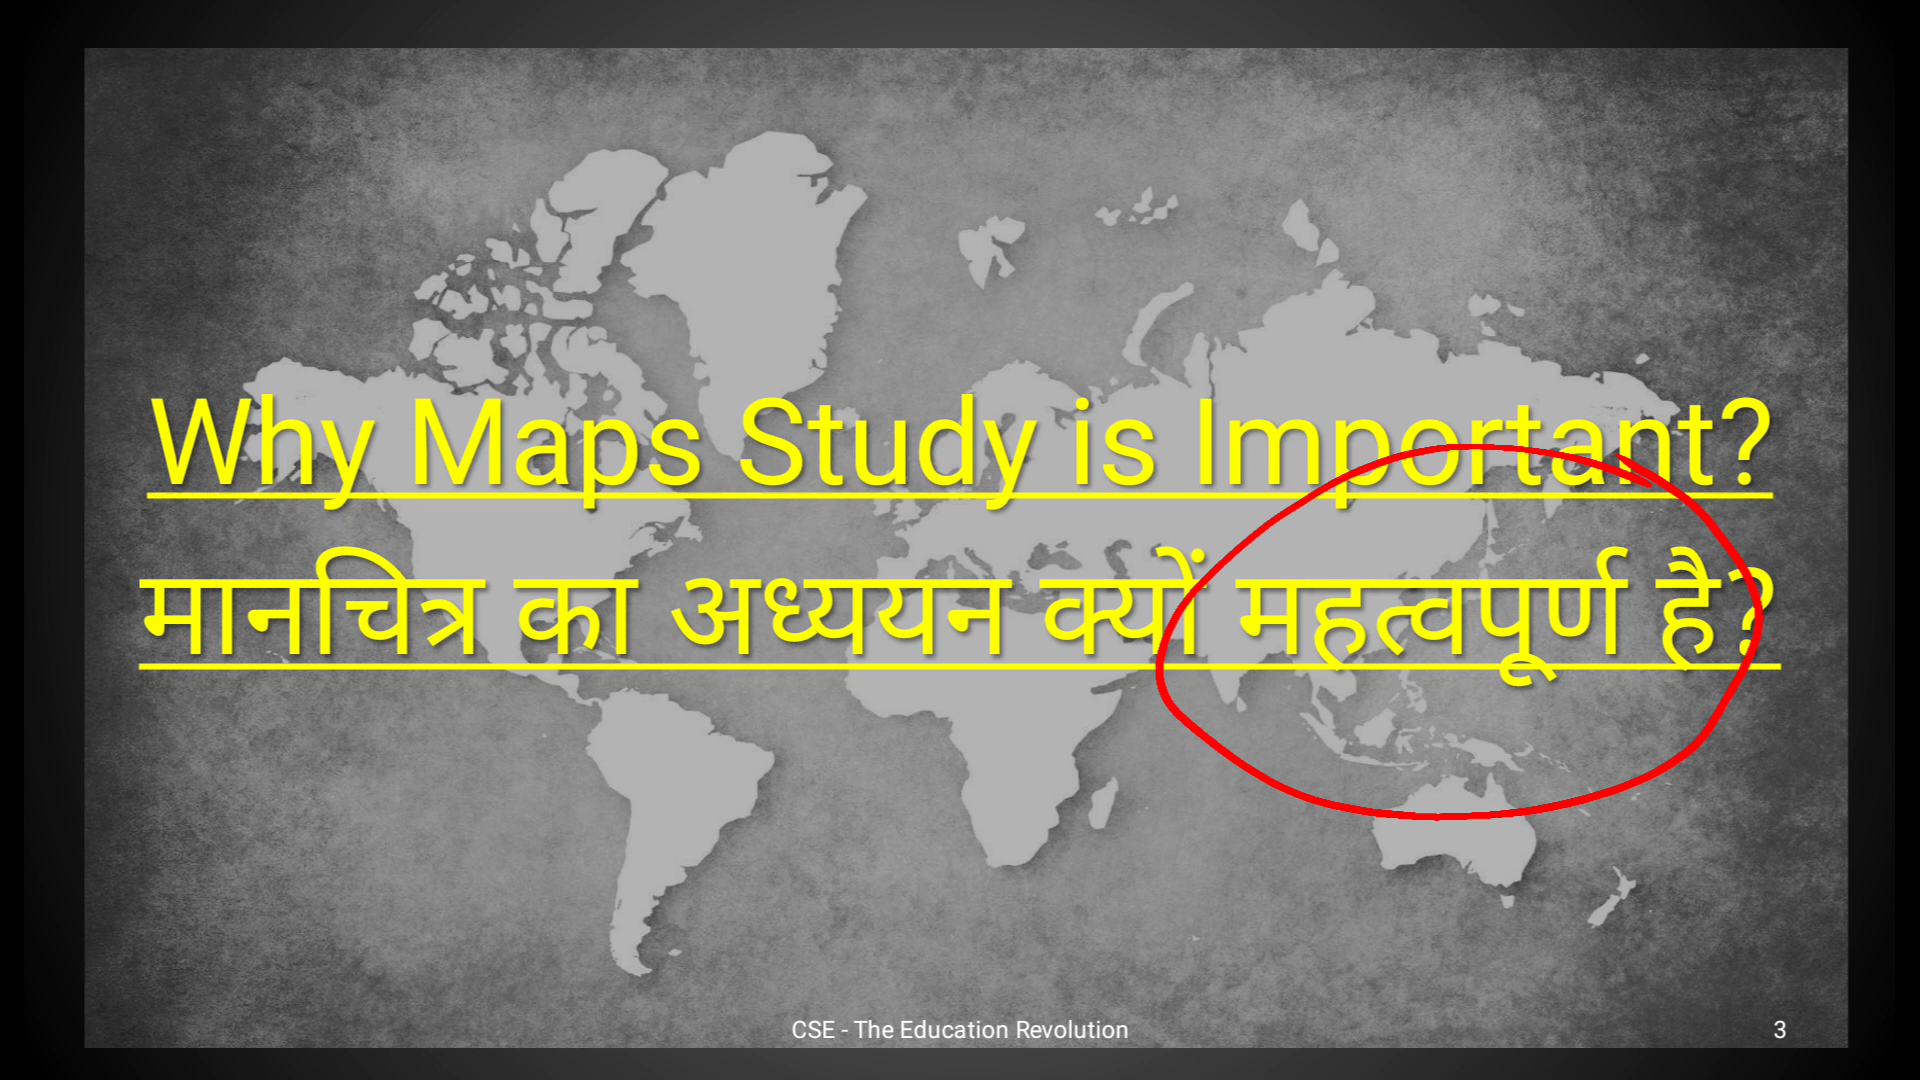 Why Maps Study is Important?
मानचित्र का अध्ययन क्यों महत्वपूर्ण है?
CSE - The Education Revolution
3